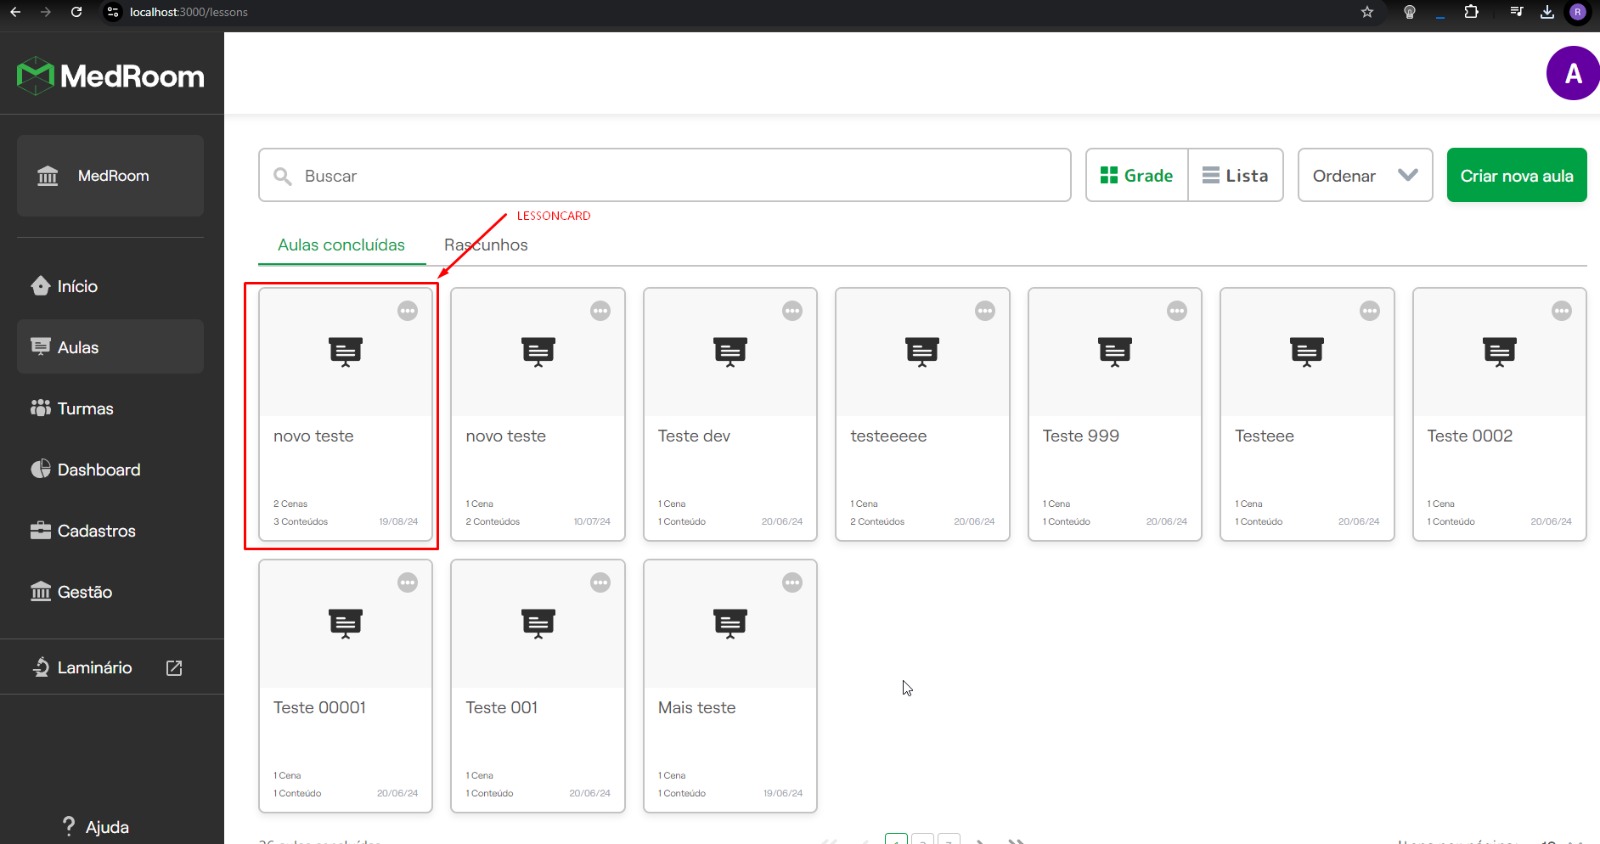 localhost:3000/lessons
R
MedRoom
A
MedRoom
Buscar
Grade
Lista
Ordenar
Criar nova aula
LESSONCARD
Aulas concluídas
Rascunhos
Início
Aulas
Turmas
Dashboard
Cadastros
Gestão
Laminário
? Ajuda
novo teste
2 Cenas
3 Conteúdos 19/08/24
novo teste
1 Cena
2 Conteúdos 10/07/24
Teste dev
1 Cena
1 Conteúdo 20/06/24
testeeeee
1 Cena
2 Conteúdos 20/06/24
Teste 999
1 Cena
1 Conteúdo 20/06/24
Testeee
1 Cena
1 Conteúdo 20/06/24
Teste 0002
1 Cena
1 Conteúdo 20/06/24
Teste 00001
1 Cena
1 Conteúdo 20/06/24
Teste 001
1 Cena
1 Conteúdo 20/06/24
Mais teste
1 Cena
1 Conteúdo 19/06/24